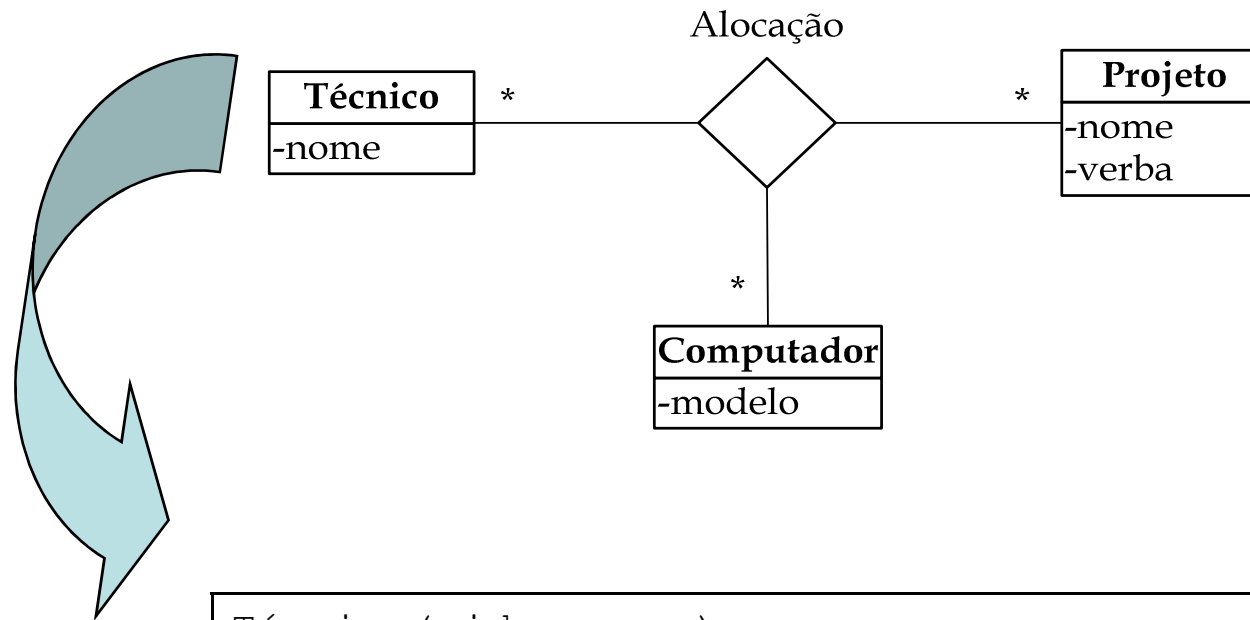 Alocação
Técnico
-nome
*
*
Projeto
-nome
-verba
*
Computador
-modelo